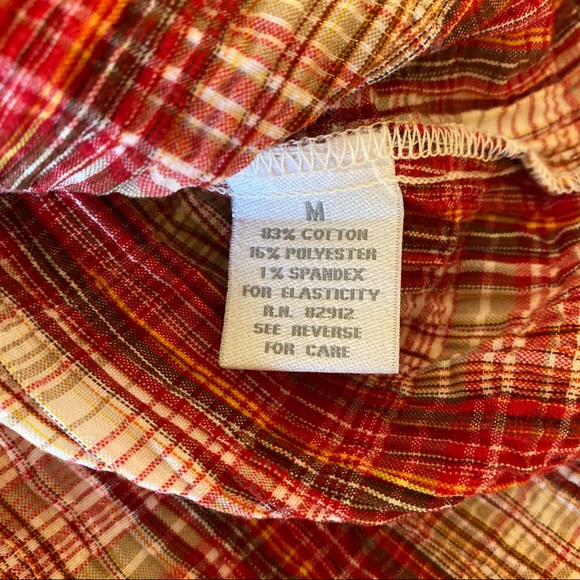 M
83% COTTON
16% POLYESTER
1% SPANDEX
FOR ELASTICITY
R.N. 82912
SEE REVERSE
FOR CARE